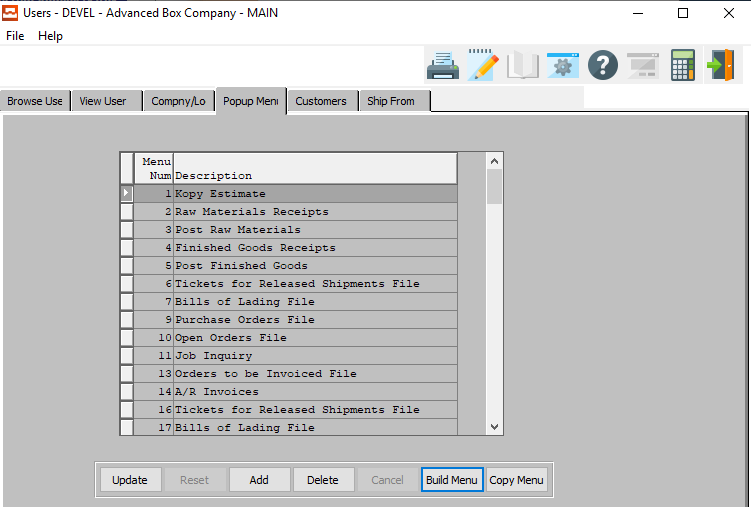 Users - DEVEL - Advanced Box Company - MAIN
File Help
?
Browse Use View User Compny/Lo Popup Menu Customers Ship From
Menu
Num Description
1 Kopy Estimate
2 Raw Materials Receipts
3 Post Raw Materials
4 Finished Goods Receipts
5 Post Finished Goods
6 Tickets for Released Shipments File
7 Bills of Lading File
9 Purchase Orders File
10 Open Orders File
11 Job Inquiry
13 Orders to be Invoiced File
14 A/R Invoices
16 Tickets for Released Shipments File
17 Bills of Lading File
Update Reset Add Delete Cancel Build Menu Copy Menu